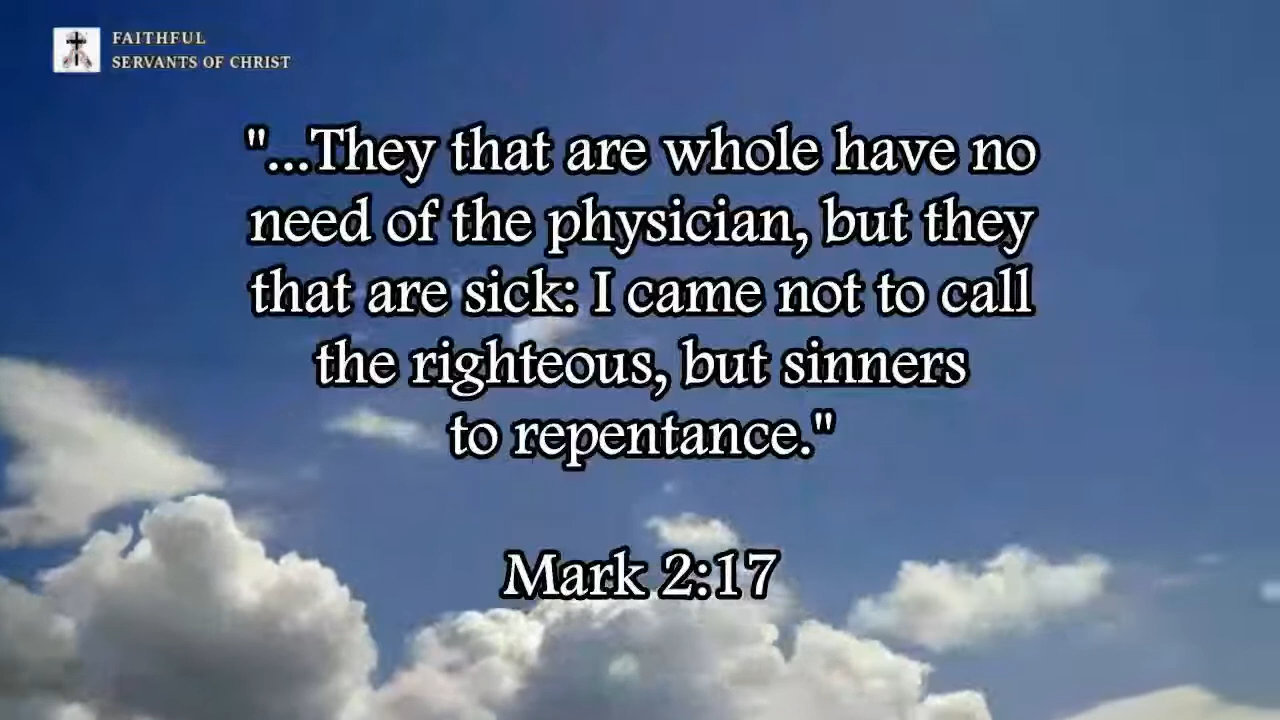 FAITHFUL
SERVANTS OF CHRIST
"...They that are whole have no
need of the physician, but they
that are sick: I came not to call
the righteous, but sinners
to repentance."
Mark 2:17